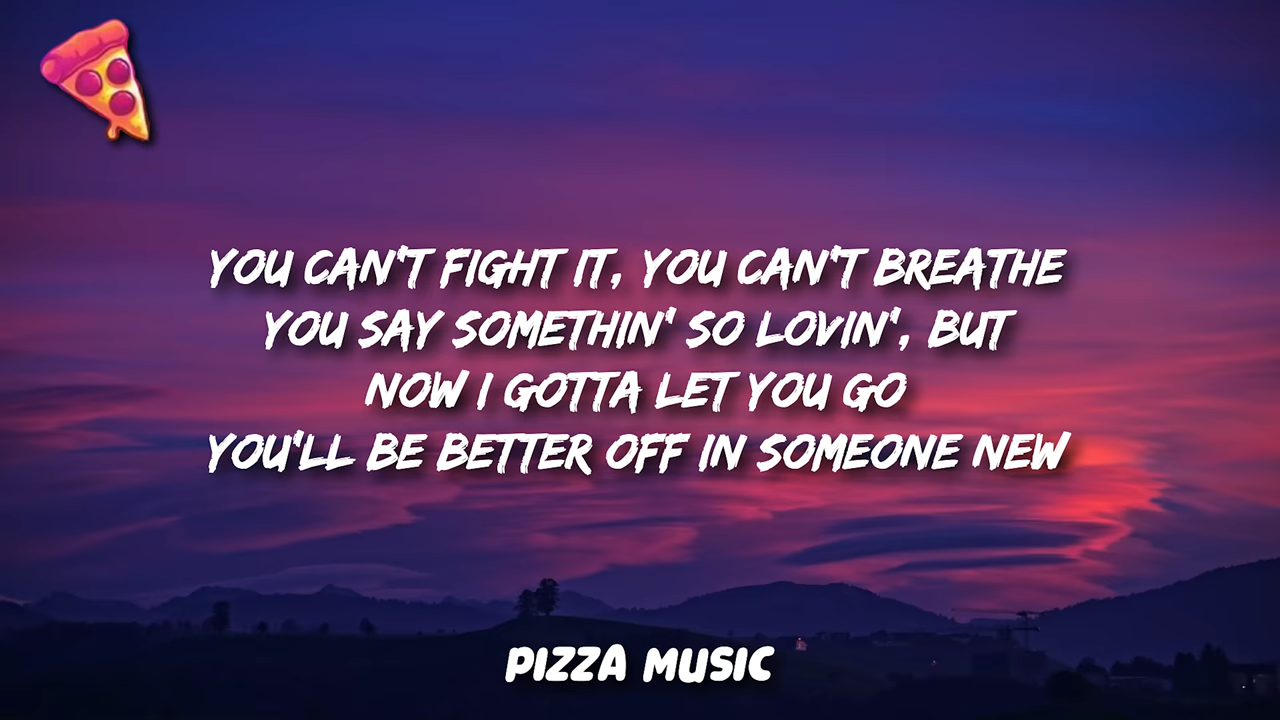 YOU CAN'T FIGHT IT, YOU CAN'T BREATHE
YOU SAY SOMETHIN' SO LOVIN', BUT
NOW I GOTTA LET YOU GO
YOU'LL BE BETTER OFF IN SOMEONE NEW
PIZZA MUSIC